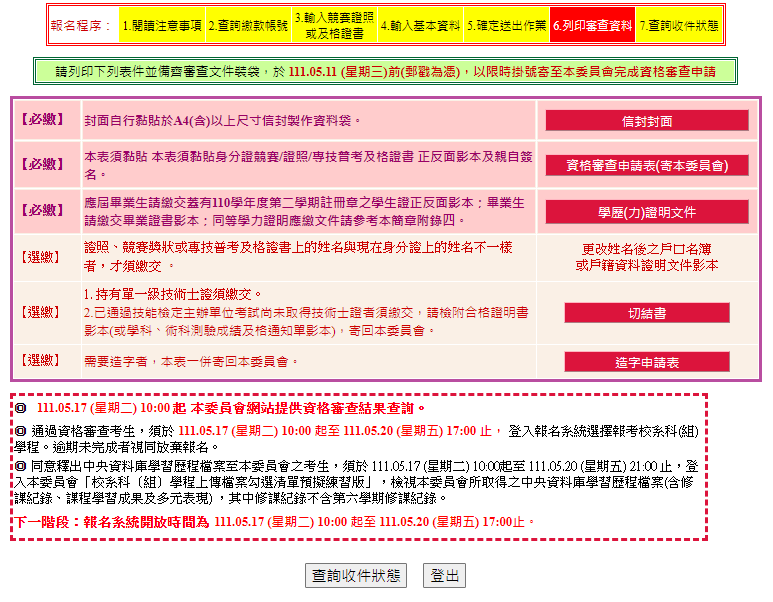 報名程序：
1.閱讀注意事項
2.查詢繳款帳號
3.輸入競賽證照
或及格證書
4.輸入基本資料
5.確定送出作業
6.列印審查資料
7.查詢收件狀態
請列印下列表件並備齊審查文件裝袋，於 111.05.11 (星期三)前(郵戳為憑)，以限時掛號寄至本委員會完成資格審查申請
【必繳】
封面自行黏貼於A4(含)以上尺寸信封製作資料袋。
信封封面
【必繳】
本表須黏貼 本表須黏貼身分證競賽/證照/專技普考及格證書 正反面影本及親自簽
名。
資格審查申請表(寄本委員會)
【必繳】
應屆畢業生請繳交蓋有110學年度第二學期註冊章之學生證正反面影本；畢業生
請繳交畢業證書影本；同等學力證明應繳文件請參考本簡章附錄四。
學歷(力)證明文件
【選繳】
證照、競賽獎狀或專技普考及格證書上的姓名與現在身分證上的姓名不一樣
者，才須繳交 。
更改姓名後之戶口名簿
或戶籍資料證明文件影本
【選繳】
1. 持有單一級技術士證須繳交。
2.已通過技能檢定主辦單位考試尚未取得技術士證者須繳交，請檢附合格證明書
影本(或學科、術科測驗成績及格通知單影本)，寄回本委員會。
切結書
【選繳】
需要造字者，本表一併寄回本委員會。
造字申請表
◎ 111.05.17 (星期二) 10:00 起 本委員會網站提供資格審查結果查詢。
◎ 通過資格審查考生，須於 111.05.17 (星期二) 10:00 起至 111.05.20 (星期五) 17:00 止， 登入報名系統選擇報考校系科(組)
學程。逾期未完成者視同放棄報名。
◎ 同意釋出中央資料庫學習歷程檔案至本委員會之考生，須於 111.05.17 (星期二) 10:00起至 111.05.20 (星期五) 21:00 止，登
入本委員會「校系科〔組〕學程上傳檔案勾選清單預擬練習版」，檢視本委員會所取得之中央資料庫學習歷程檔案(含修
課紀錄、課程學習成果及多元表現) ，其中修課紀錄不含第六學期修課紀錄。
下一階段：報名系統開放時間為 111.05.17 (星期二) 10:00 起至 111.05.20 (星期五) 17:00止。
查詢收件狀態
登出